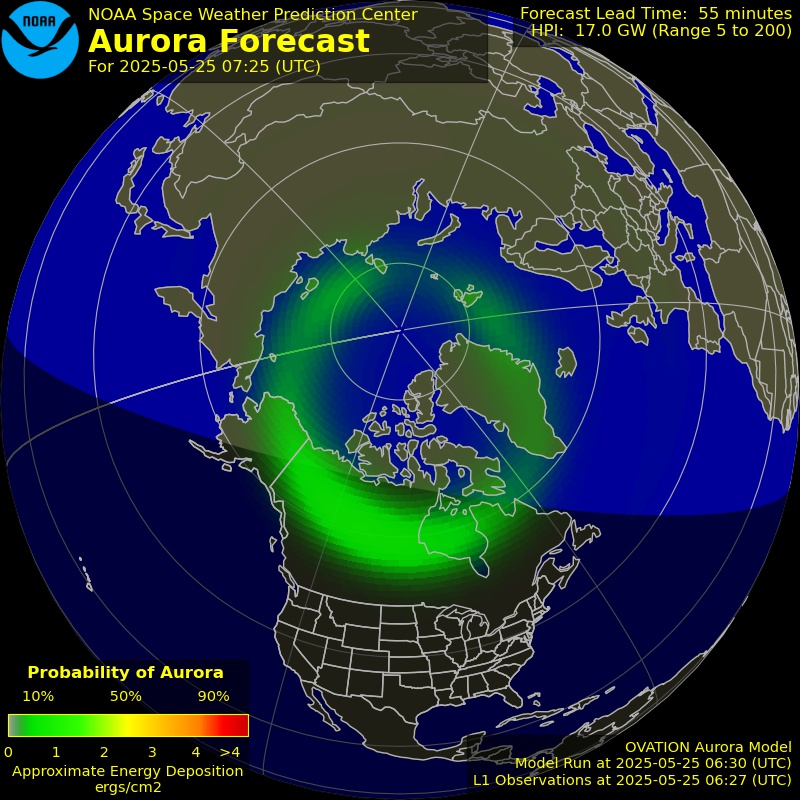 NOAA
NOAA Space Weather Prediction Center
Aurora Forecast
For 2025-05-25 07:25 (UTC)
Forecast Lead Time: 55 minutes
HPI: 17.0 GW (Range 5 to 200)
Probability of Aurora
10% 50% 90%
0 1 2 3 4 >4
Approximate Energy Deposition
ergs/cm2
OVATION Aurora Model
Model Run at 2025-05-25 06:30 (UTC)
L1 Observations at 2025-05-25 06:27 (UTC)